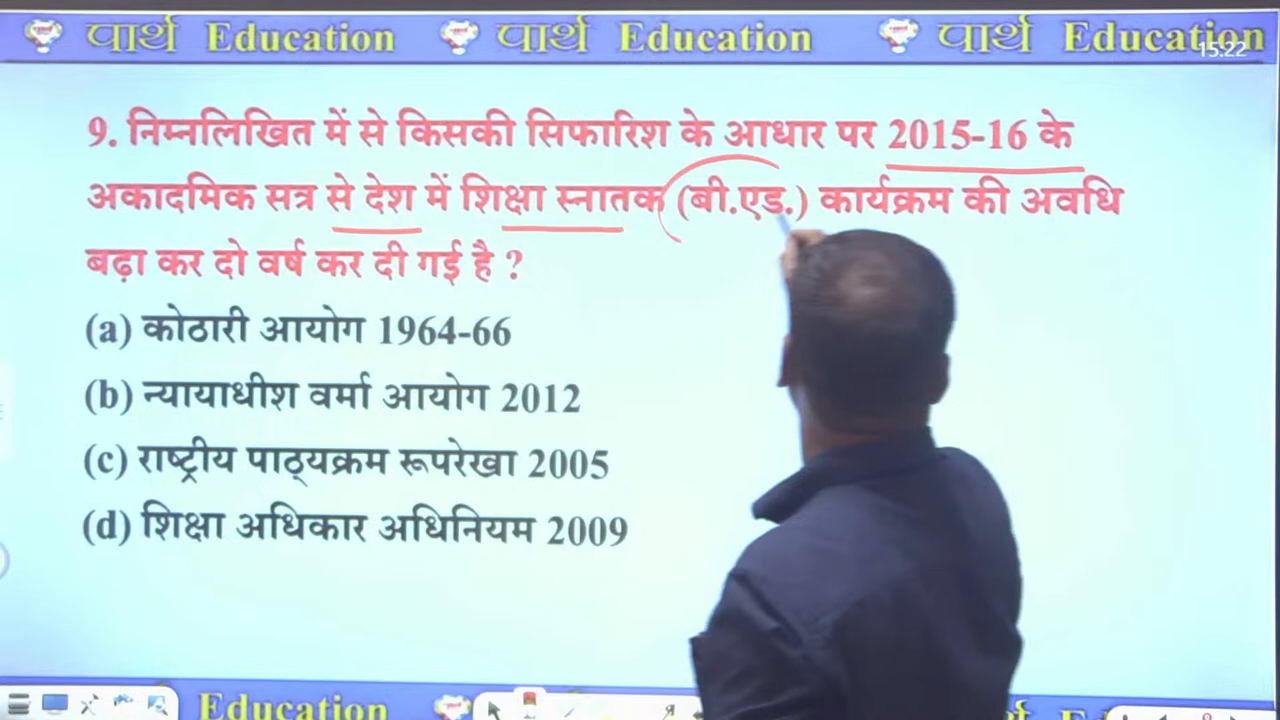 पार्थ Education पार्थ Education पार्थ Education
15:22
9. निम्नलिखित में से किसकी सिफारिश के आधार पर 2015-16 के
अकादमिक सत्र से देश में शिक्षा स्नातक (बी.एड.) कार्यक्रम की अवधि
बढ़ा कर दो वर्ष कर दी गई है ?
(a) कोठारी आयोग 1964-66
(b) न्यायाधीश वर्मा आयोग 2012
(c) राष्ट्रीय पाठ्यक्रम रूपरेखा 2005
(d) शिक्षा अधिकार अधिनियम 2009
Education